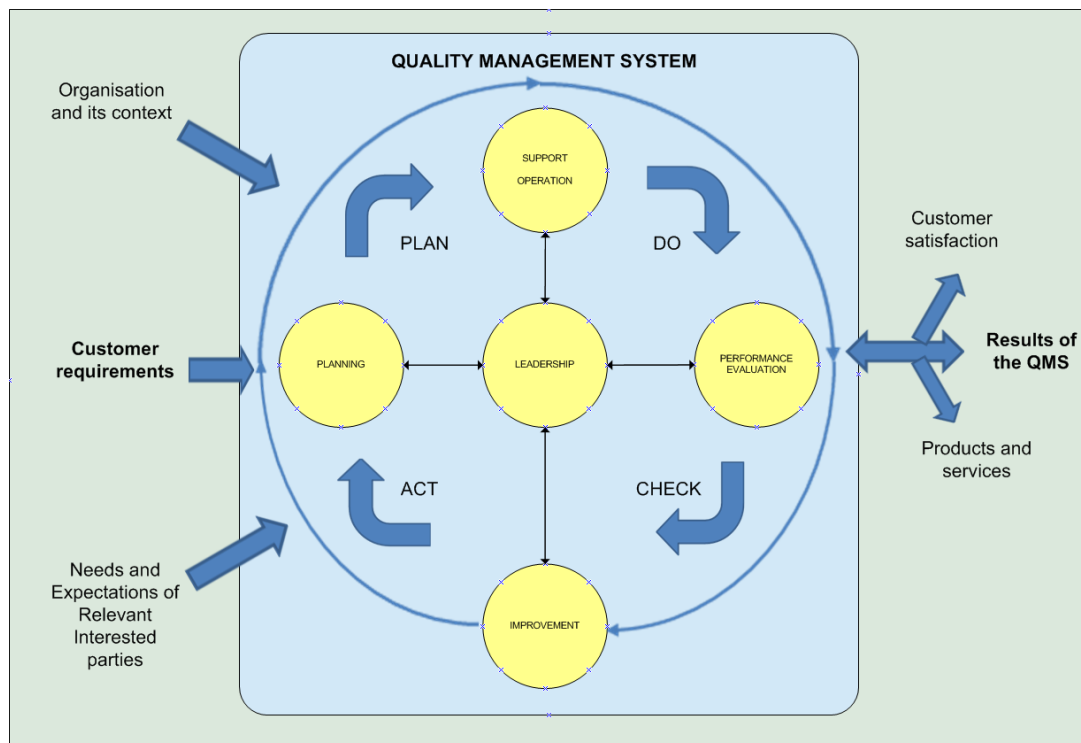 QUALITY MANAGEMENT SYSTEM
Organisation
and its context
SUPPORT
OPERATION
PLAN
DO
Customer
satisfaction
Customer
requirements
PLANNING
LEADERSHIP
PERFORMANCE
EVALUATION
Results of
the QMS
ACT
CHECK
Products and
services
Needs and
Expectations of
Relevant
Interested
parties
IMPROVEMENT